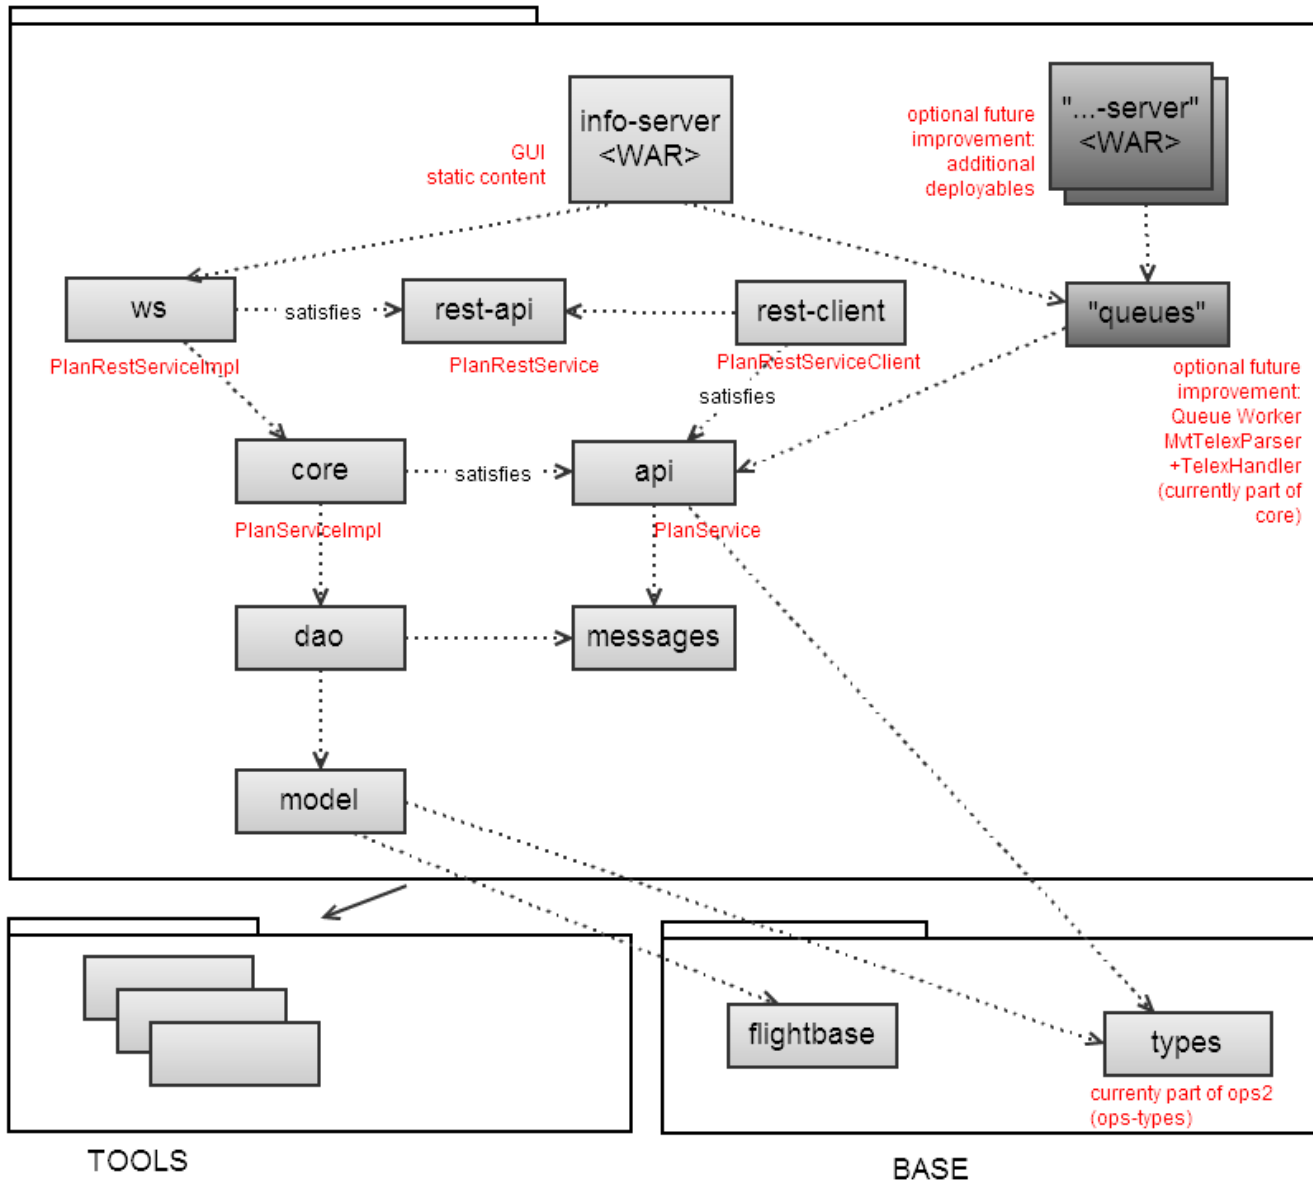 info-server
<WAR>
GUI
static content
optional future
improvement:
additional
deployables
"...-server"
<WAR>
ws
satisfies
rest-api
rest-client
"queues"
PlanRestServiceImpl
PlanRestService
PlanRestServiceClient
satisfies
optional future
improvement:
Queue Worker
MvtTelexParser
+TelexHandler
(currently part of
core)
core
satisfies
api
PlanServiceImpl
PlanService
dao
messages
model
flightbase
types
currenty part of ops2
(ops-types)
TOOLS
BASE